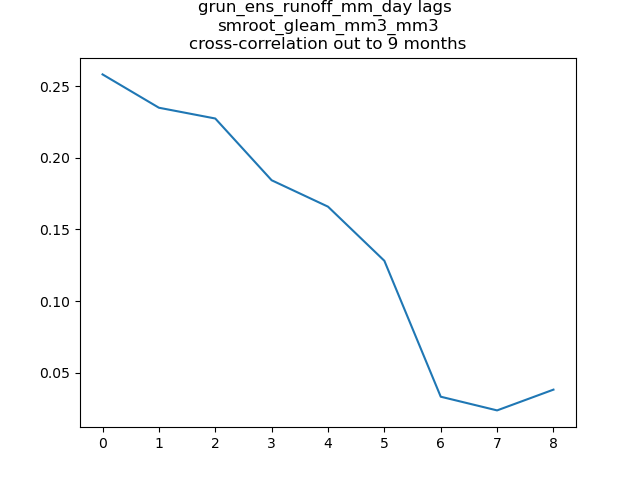 grun_ens_runoff_mm_day lags
smroot_gleam_mm3_mm3
cross-correlation out to 9 months
0.25
0.20
0.15
0.10
0.05
0 1 2 3 4 5 6 7 8